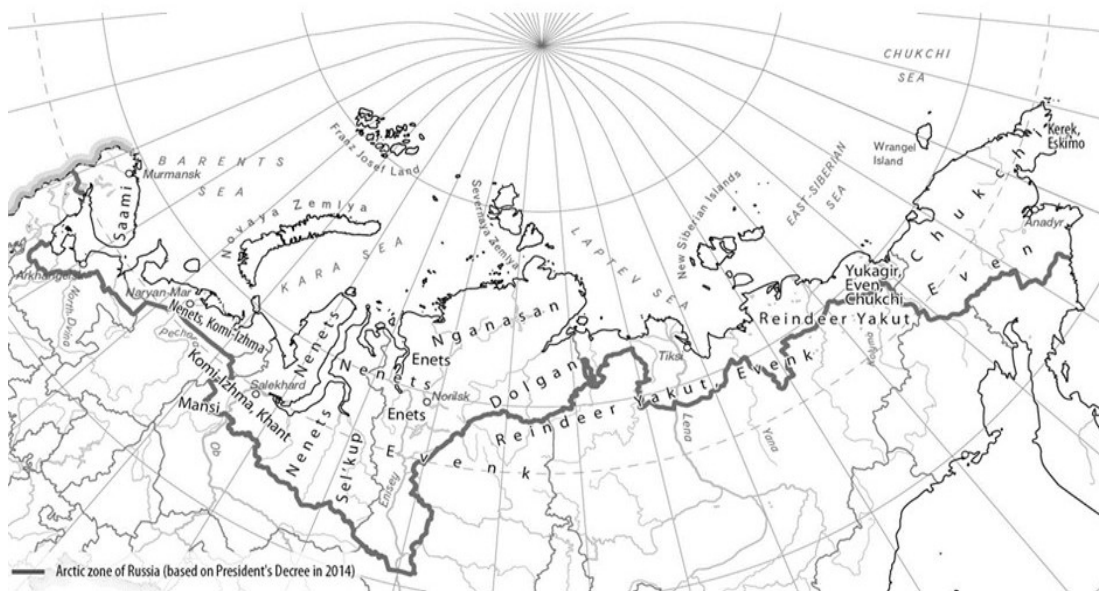 CHUKCHI
SEA
Kerek,
Eskimo
Wrangel
Island
Franz Josef Land
BARENTS
SEA
Murmansk
Saami
Novaya Zemlya
KARA SEA
Severnaya Zemlya
LAPTEV SEA
New Siberian Islands
EAST-SIBERIAN
SEA
Chukchi
Anadyr
Even
Arkhangelsk
Naryan-Mar
North Dvina
Pechora
Nenets, Komi-Izhma
Yukagir,
Even,
Chukchi
Reindeer Yakut
Kolyma
Nganasan
Enets
Nenets
Nenets
Tiksi
Salekhard
Komi-Izhma, Khant
Mansi
Norilsk
Enets
Dolgan
Reindeer Yakut, Evenk
Nenets
Sel'kup
Evenk
Ob
Enisey
Lena
Yana
Arctic zone of Russia (based on President's Decree in 2014)